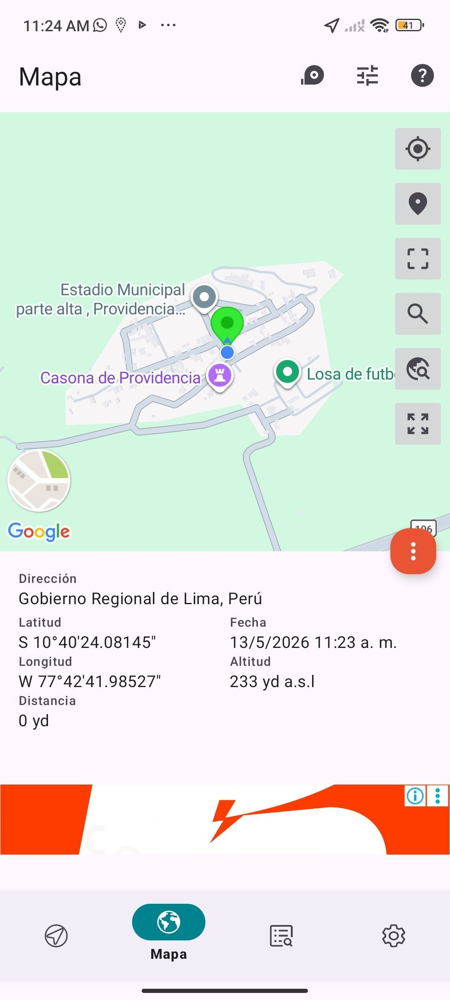 11:24 AM
41
Mapa
Estadio Municipal
parte alta , Providencia...
Casona de Providencia
Losa de futb
Google
106
Dirección
Gobierno Regional de Lima, Perú
Latitud
Fecha
S 10°40'24.08145"
13/5/2026 11:23 a. m.
Longitud
Altitud
W 77°42'41.98527"
233 yd a.s.l
Distancia
0 yd
Mapa